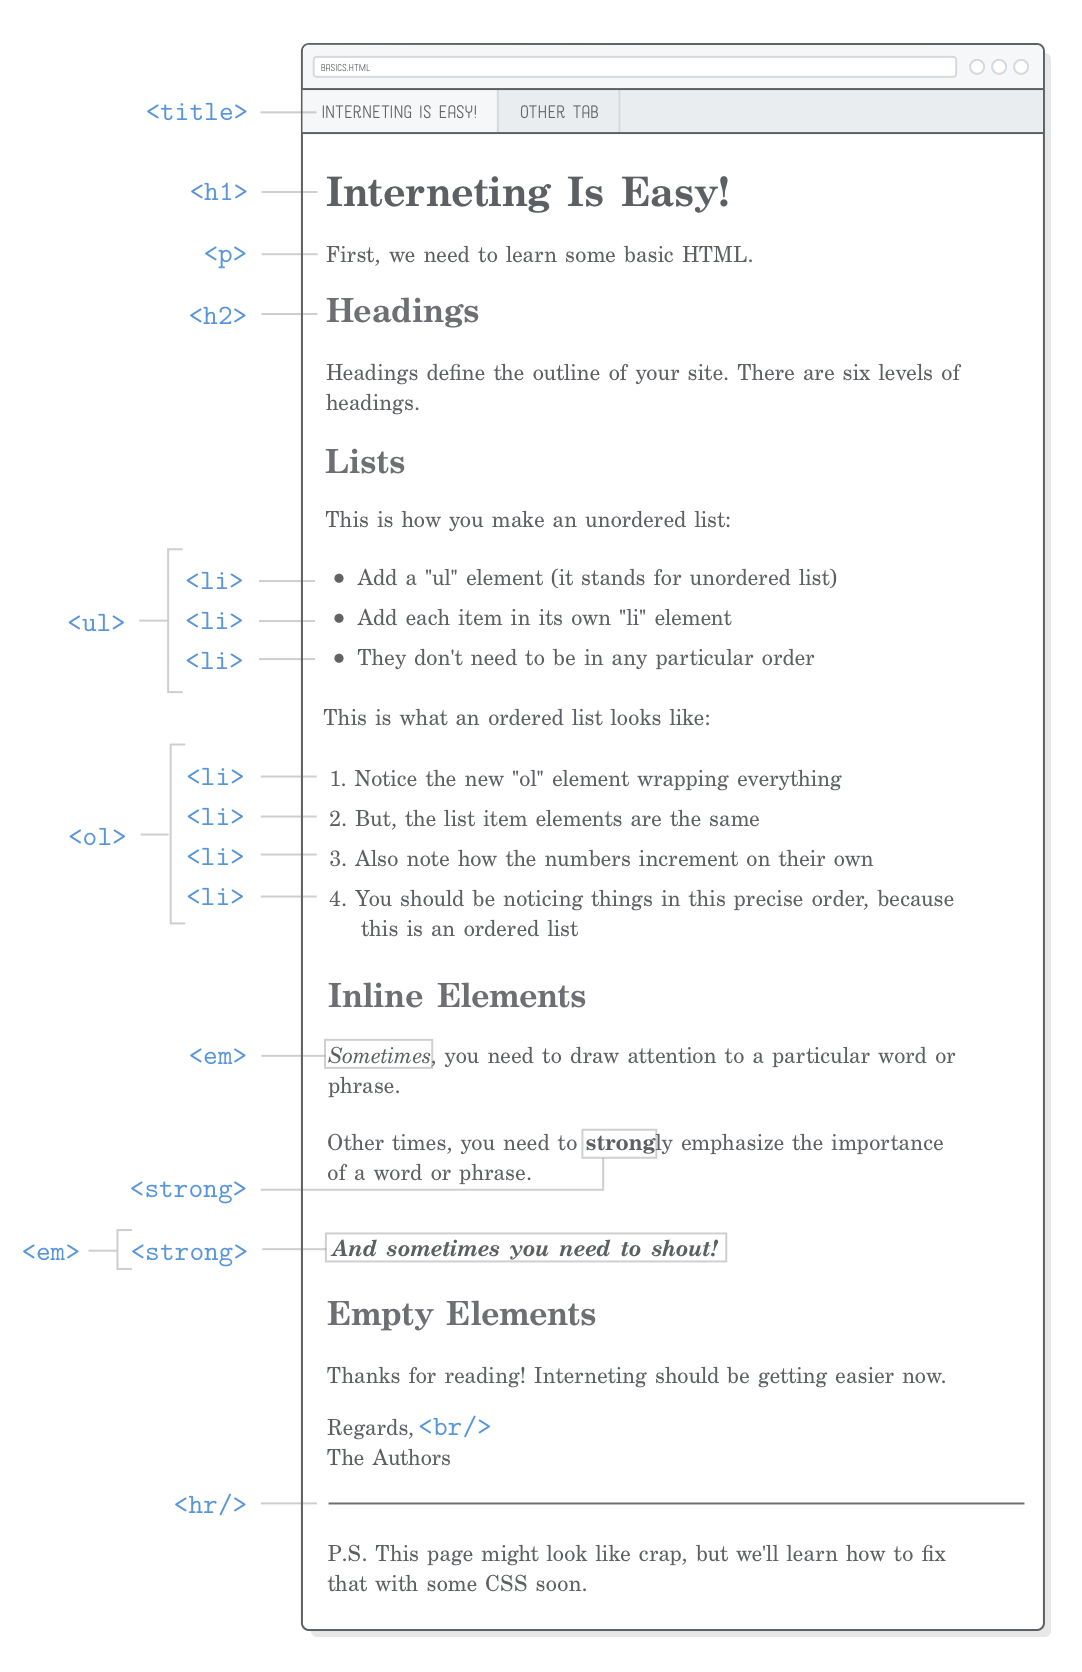 BASICS.HTML
<title> INTERNETING IS EASY! OTHER TAB
<h1> Interneting Is Easy!
<p> First, we need to learn some basic HTML.
<h2> Headings
Headings define the outline of your site. There are six levels of
headings.
Lists
This is how you make an unordered list:
<ul>
<li> • Add a "ul" element (it stands for unordered list)
<li> • Add each item in its own "li" element
<li> • They don't need to be in any particular order
This is what an ordered list looks like:
<ol>
<li> 1. Notice the new "ol" element wrapping everything
<li> 2. But, the list item elements are the same
<li> 3. Also note how the numbers increment on their own
<li> 4. You should be noticing things in this precise order, because
this is an ordered list
Inline Elements
<em> Sometimes, you need to draw attention to a particular word or
phrase.
Other times, you need to strongly emphasize the importance
of a word or phrase.
<strong>
<em> <strong> And sometimes you need to shout!
Empty Elements
Thanks for reading! Interneting should be getting easier now.
Regards, <br/>
The Authors
<hr/>
P.S. This page might look like crap, but we'll learn how to fix
that with some CSS soon.